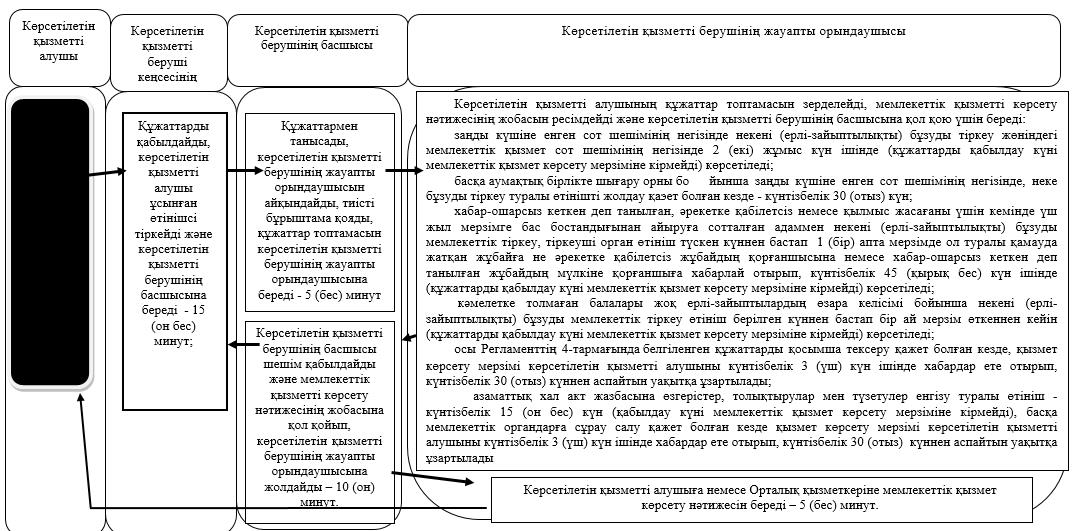 Көрсетілетін
қызметті
алушы
Көрсетілетін
қызметті
беруші
кеңсесінің
Көрсетілетін қызметті
берушінің басшысы
Көрсетілетін қызметті берушінің жауапты орындаушысы
Құжаттарды
қабылдайды,
көрсетілетін
қызметті
алушы
ұсынған
өтінішсі
тіркейді және
көрсетілетін
қызметті
берушінің
басшысына
береді - 15
(он бес)
минут;
Құжаттармен
танысады,
көрсетілетін қызметті
берушінің жауапты
орындаушысын
айқындайды, тиісті
бұрыштама қояды,
құжаттар топтамасын
көрсетілетін қызметті
берушінің жауапты
орындаушысына
береді - 5 (бес) минут
Көрсетілетін қызметті
берушінің басшысы
шешім қабылдайды
және мемлекеттік
қызметті көрсету
нәтижесінің жобасына
қол қойып,
көрсетілетін қызметті
берушінің жауапты
орындаушысына
жолдайды – 10 (он)
минут.
Көрсетілетін қызметті алушының құжаттар топтамасын зерделейді, мемлекеттік қызметті көрсету
нәтижесінің жобасын ресімдейді және көрсетілетін қызметті берушінің басшысына қол қою үшін береді:
заңды күшіне енген сот шешімінің негізінде некені (ерлі-зайыптылықты) бұзуды тіркеу жөніндегі
мемлекеттік қызмет сот шешімінің негізінде 2 (екі) жұмыс күн ішінде (құжаттарды қабылдау күні
мемлекеттік қызмет көрсету мерзіміне кірмейді) көрсетіледі;
басқа аумақтық бірлікте шығару орны бо йынша заңды күшіне енген сот шешімінің негізінде, неке
бұзуды тіркеу туралы өтінішті жолдау қажет болған кезде - күнтізбелік 30 (отыз) күн;
хабар-ошарсыз кеткен деп танылған, әрекетке қабілетсіз немесе қылмыс жасағаны үшін кемінде үш
жыл мерзімге бас бостандығынан айыруға сотталған адаммен некені (ерлі-зайыптылықты) бұзуды
мемлекеттік тіркеу, тіркеуші орган өтініш түскен күннен бастап 1 (бір) апта мерзімде ол туралы қамауда
жатқан жұбайға не әрекетке қабілетсіз жұбайдың қорғаншысына немесе хабар-ошарсыз кеткен деп
танылған жұбайдың мүлкіне қорғаншыға хабарлай отырып, күнтізбелік 45 (қырық бес) күн ішінде
(құжаттарды қабылдау күні мемлекеттік қызмет көрсету мерзіміне кірмейді) көрсетіледі;
кәмелетке толмаған балалары жоқ ерлі-зайыптылардың өзара келісімі бойынша некені (ерлі-
зайыптылықты) бұзуды мемлекеттік тіркеу өтініш берілген күннен бастап бір ай мерзім өткеннен кейін
(құжаттарды қабылдау күні мемлекеттік қызмет көрсету мерзіміне кірмейді) көрсетіледі;
осы Регламенттің 4-тармағында белгіленген құжаттарды қосымша тексеру қажет болған кезде, қызмет
көрсету мерзімі көрсетілетін қызметті алушыны күнтізбелік 3 (үш) күн ішінде хабардар ете отырып,
күнтізбелік 30 (отыз) күннен аспайтын уақытқа ұзартылады;
азаматтық хал акт жазбасына өзгерістер, толықтырулар мен түзетулер енгізу туралы өтініш -
күнтізбелік 15 (он бес) күн (қабылдау күні мемлекеттік қызмет көрсету мерзіміне кірмейді), басқа
мемлекеттік органдарға сұрау салу қажет болған кезде қызмет көрсету мерзімі көрсетілетін қызметті
алушыны күнтізбелік 3 (үш) күн ішінде хабардар ете отырып, күнтізбелік 30 (отыз) күннен аспайтын уақытқа
ұзартылады
Көрсетілетін қызметті алушыға немесе Орталық қызметкеріне мемлекеттік қызмет
көрсету нәтижесін береді – 5 (бес) минут.